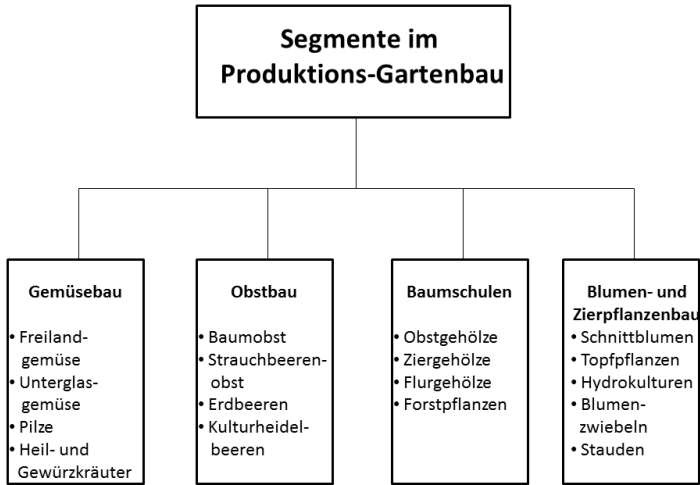 Segmente im
Produktions-Gartenbau
Gemüsebau
• Freiland-
gemüse
• Unterglas-
gemüse
• Pilze
• Heil- und
Gewürzkräuter
Obstbau
• Baumobst
• Strauchbeeren-
obst
• Erdbeeren
• Kulturheidel-
beeren
Baumschulen
• Obstgehölze
• Ziergehölze
• Flurgehölze
• Forstpflanzen
Blumen- und
Zierpflanzenbau
• Schnittblumen
• Topfpflanzen
• Hydrokulturen
• Blumen-
zwiebeln
• Stauden